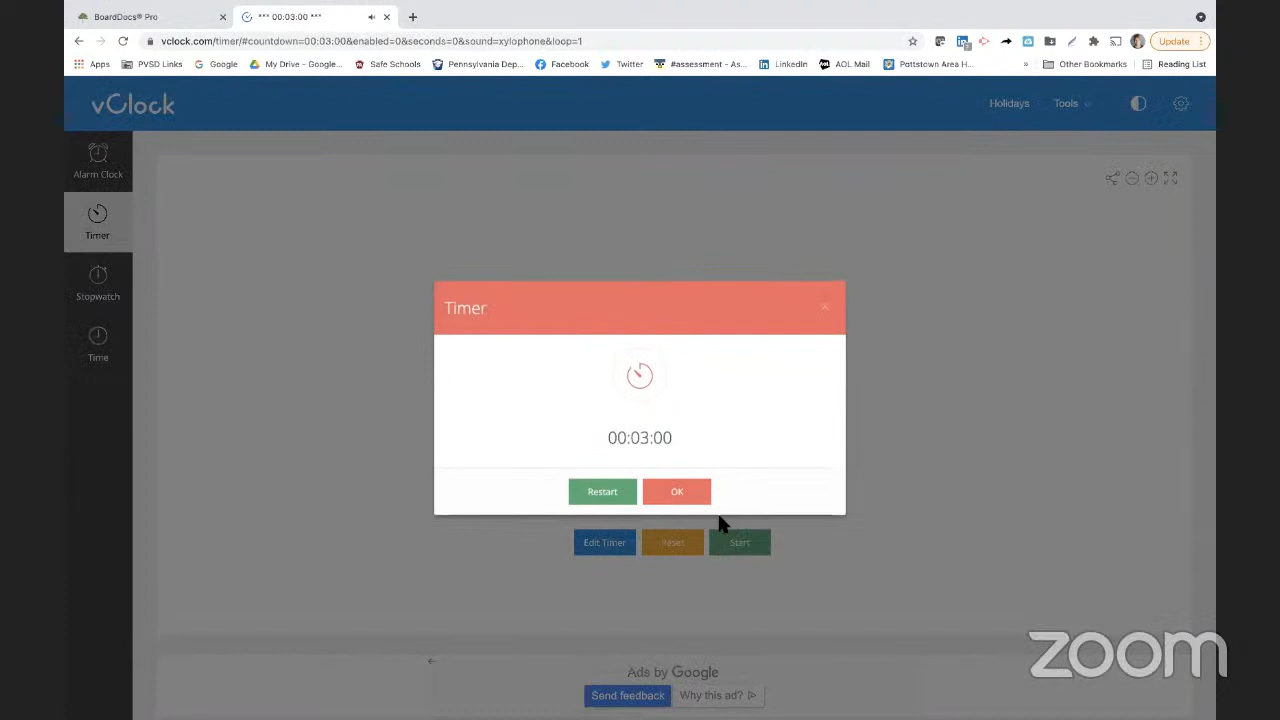 BoardDocs® Pro
*** 00:03:00 ***
vclock.com/timer/#countdown=00:03:00&enabled=0&seconds=0&sound=xylophone&loop=1
Update
Apps PVSD Links Google My Drive - Google... Safe Schools Pennsylvania Dep... Facebook Twitter #assessment - As... LinkedIn AOL Mail Pottstown Area H... » Other Bookmarks Reading List
vClock
Holidays Tools
Alarm Clock
Timer
Stopwatch
Time
Timer
×
00:03:00
Restart OK
Edit Timer Reset Start
Ads by Google
Send feedback Why this ad?
zoom